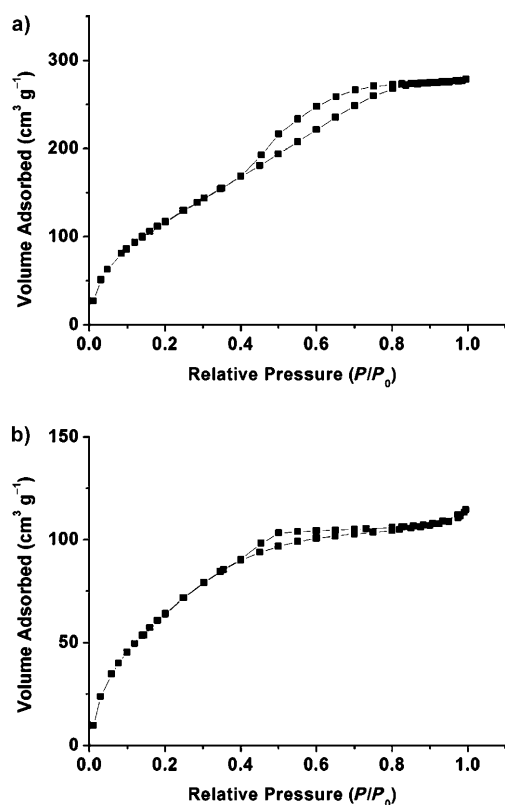 a)
Volume Adsorbed (cm³ g⁻¹)
300
200
100
0
0.0 0.2 0.4 0.6 0.8 1.0
Relative Pressure (P/P₀)
b)
Volume Adsorbed (cm³ g⁻¹)
150
100
50
0
0.0 0.2 0.4 0.6 0.8 1.0
Relative Pressure (P/P₀)